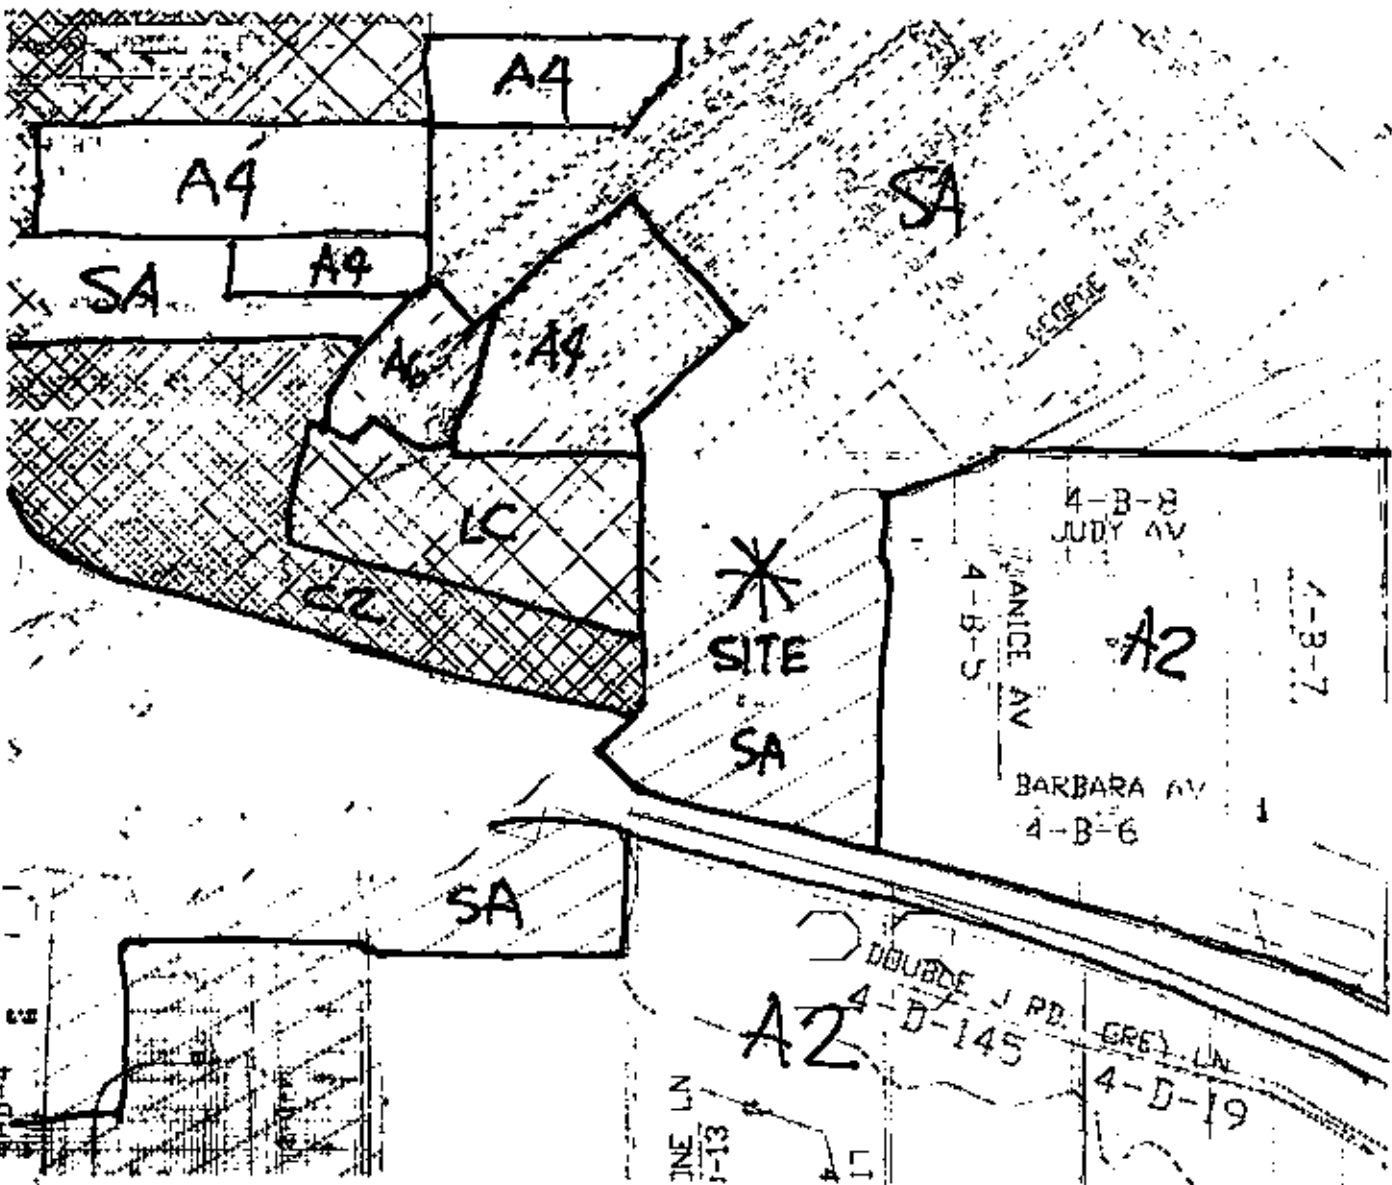 A4
A4
SA
A4
SA
A6
A4
LC
C2
SITE
SA
4-B-8
JUDY AV
JANICE AV
4-B-5
A2
4-B-7
BARBARA AV
4-B-6
SA
A2
DOUBLE J RD.
4-D-145
GREY LN
4-D-19